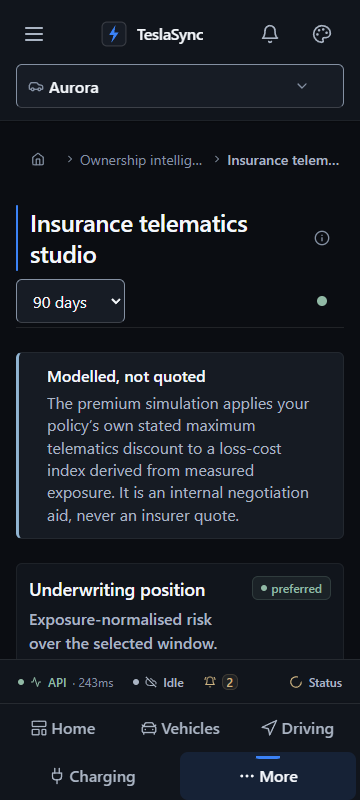 TeslaSync
Aurora
Ownership intellig... Insurance telem...
Insurance telematics
studio
90 days
Modelled, not quoted
The premium simulation applies your
policy's own stated maximum
telematics discount to a loss-cost
index derived from measured
exposure. It is an internal negotiation
aid, never an insurer quote.
Underwriting position
preferred
Exposure-normalised risk
over the selected window.
API · 243ms Idle 2 Status
Home Vehicles Driving
Charging More